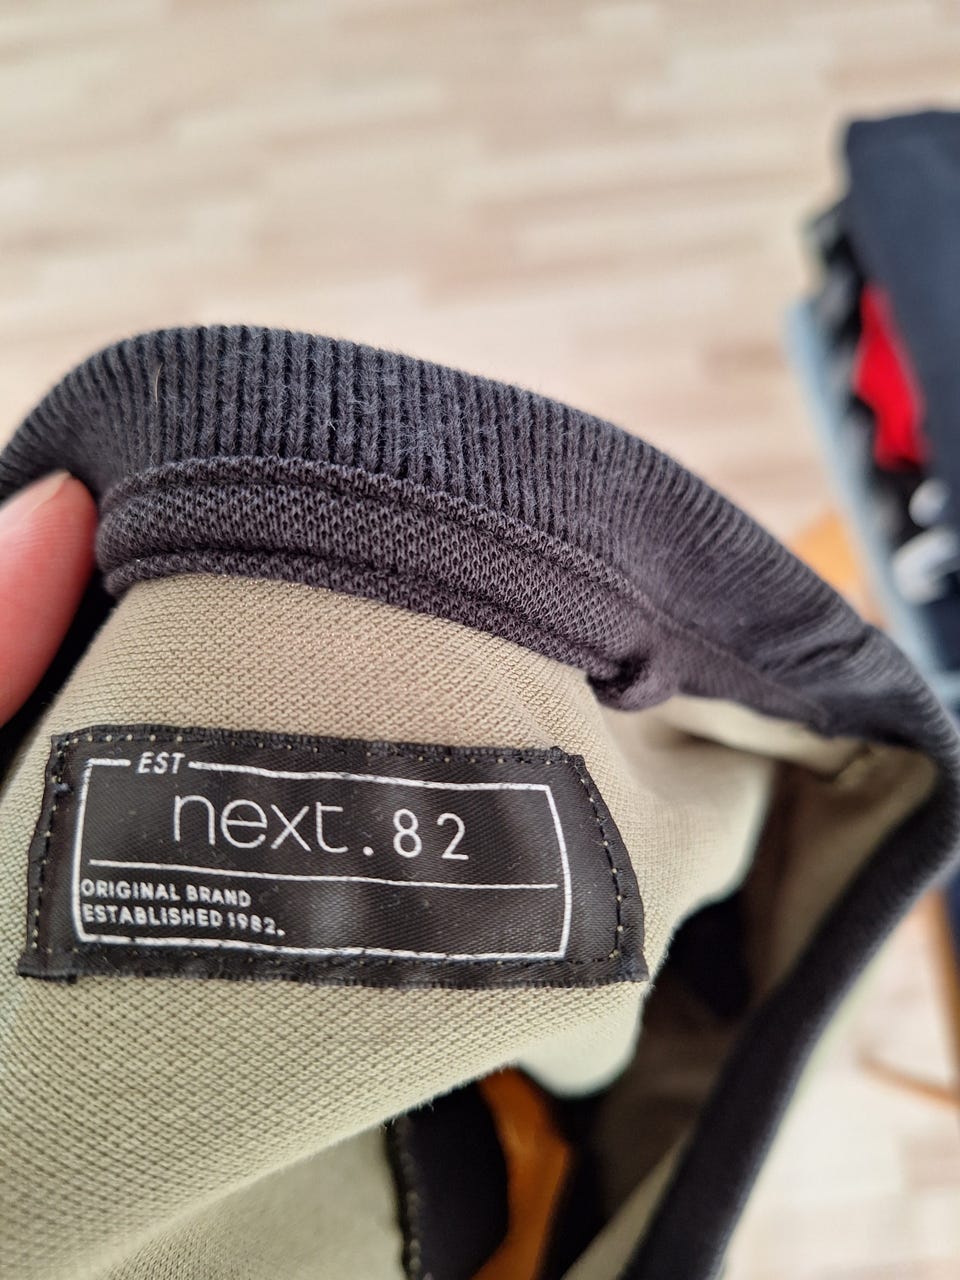 EST
next.82
ORIGINAL BRAND
ESTABLISHED 1982.